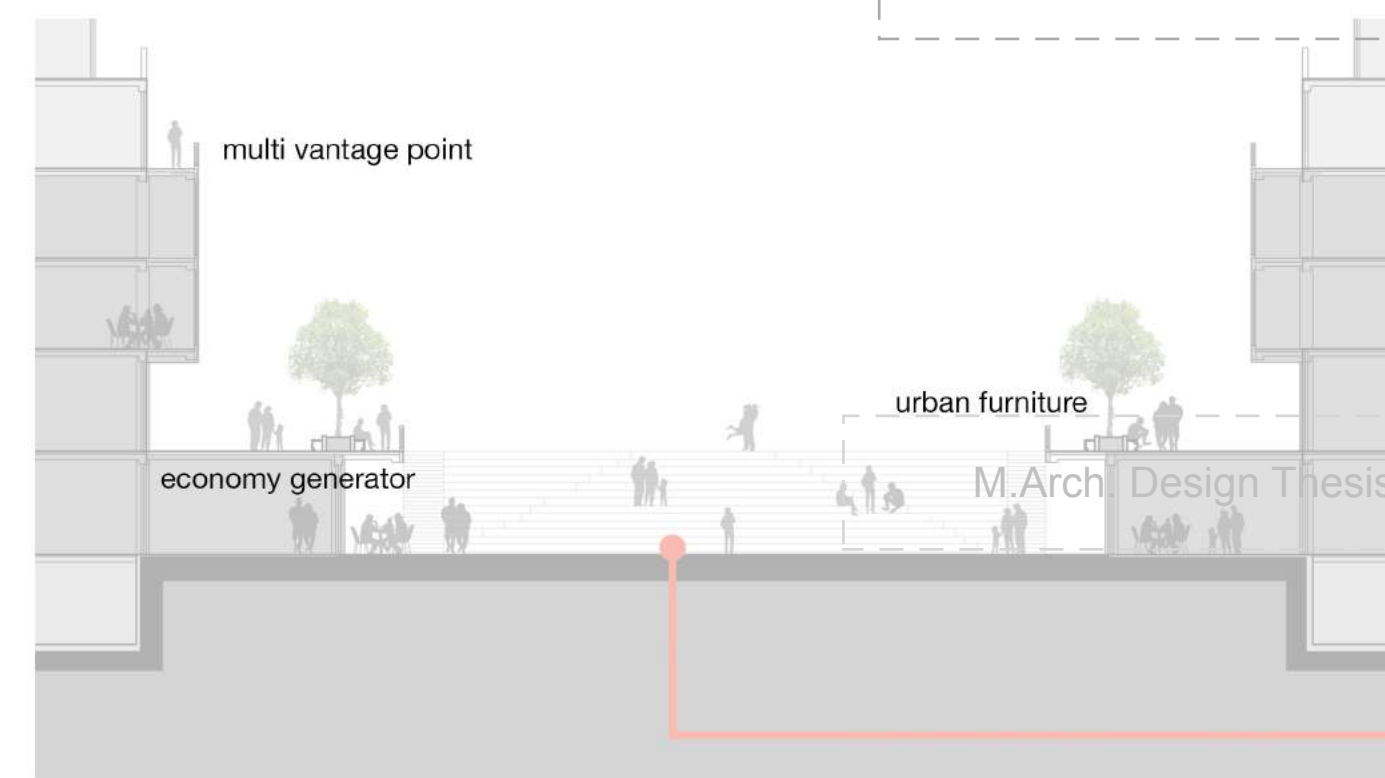 multi vantage point
urban furniture
economy generator
M.Arch. Design Thesis